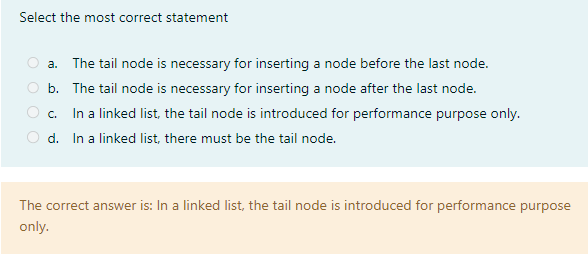 Select the most correct statement
a. The tail node is necessary for inserting a node before the last node.
b. The tail node is necessary for inserting a node after the last node.
c. In a linked list, the tail node is introduced for performance purpose only.
d. In a linked list, there must be the tail node.
The correct answer is: In a linked list, the tail node is introduced for performance purpose
only.